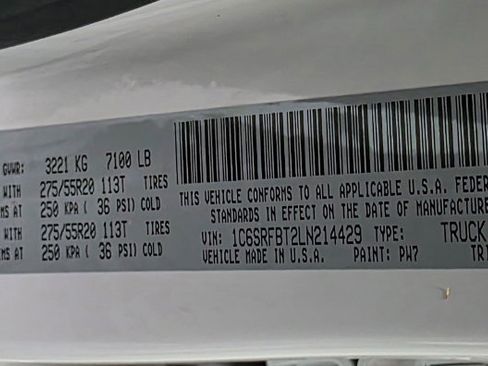 GVWR: 3221 KG 7100 LB
WITH 275/55R20 113T TIRES
MS AT 250 KPA ( 36 PSI) COLD
WITH 275/55R20 113T TIRES
MS AT 250 KPA ( 36 PSI) COLD
THIS VEHICLE CONFORMS TO ALL APPLICABLE U.S.A. FEDER
STANDARDS IN EFFECT ON THE DATE OF MANUFACTURE
VIN: 1C6SRFBT2LN214429 TYPE: TRUCK
VEHICLE MADE IN U.S.A. PAINT: PW7 TRI